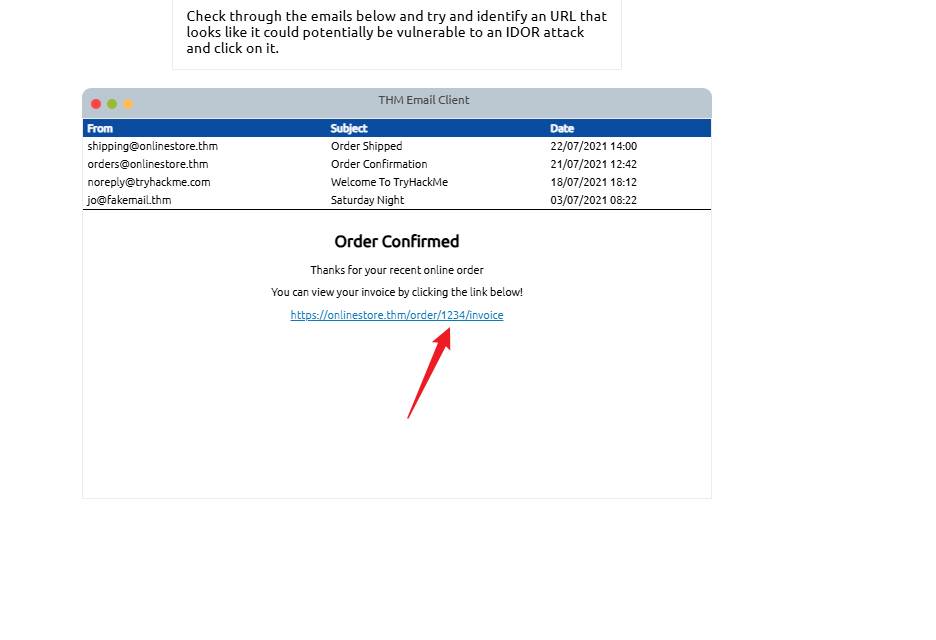 Check through the emails below and try and identify an URL that
looks like it could potentially be vulnerable to an IDOR attack
and click on it.
THM Email Client
From Subject Date
shipping@onlinestore.thm Order Shipped 22/07/2021 14:00
orders@onlinestore.thm Order Confirmation 21/07/2021 12:42
noreply@tryhackme.com Welcome To TryHackMe 18/07/2021 18:12
jo@fakemail.thm Saturday Night 03/07/2021 08:22
Order Confirmed
Thanks for your recent online order
You can view your invoice by clicking the link below!
https://onlinestore.thm/order/1234/invoice